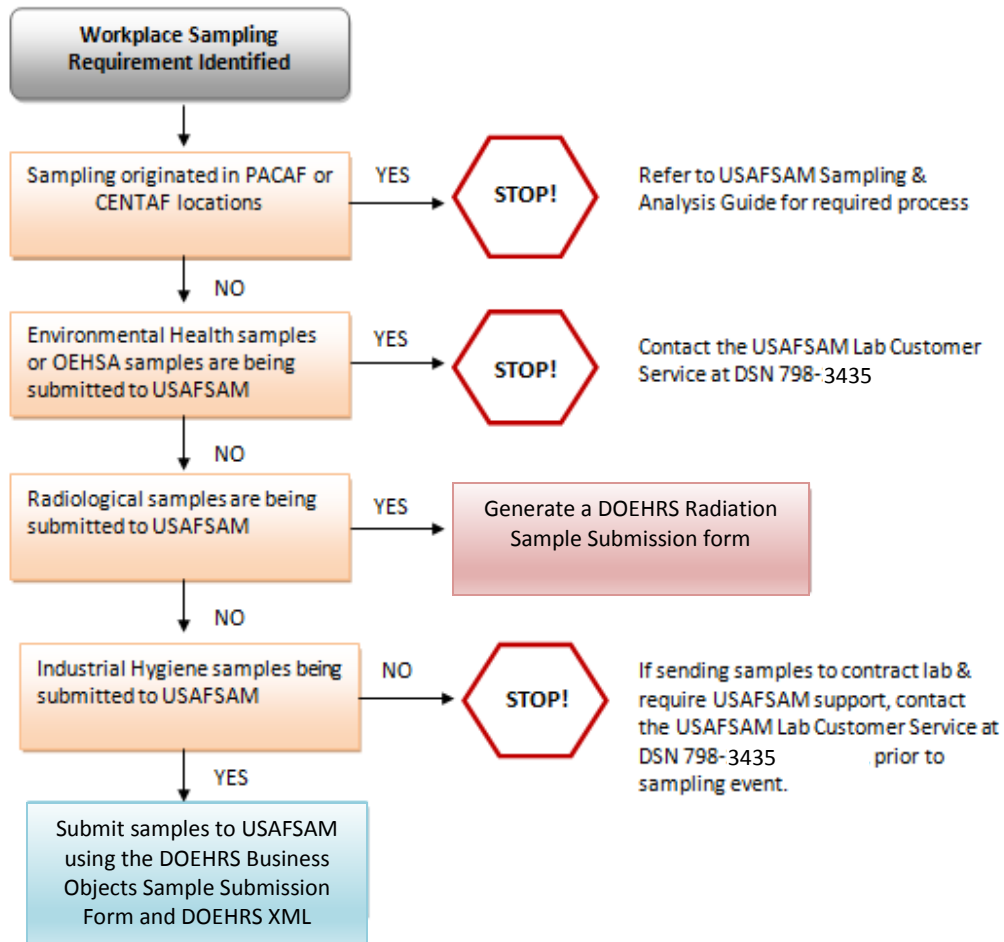 Workplace Sampling
Requirement Identified
Sampling originated in PACAF or
CENTAF locations
YES
STOP!
Refer to USAFSAM Sampling &
Analysis Guide for required process
NO
Environmental Health samples
or OEHSA samples are being
submitted to USAFSAM
YES
STOP!
Contact the USAFSAM Lab Customer
Service at DSN 798-3435
NO
Radiological samples are being
submitted to USAFSAM
YES
Generate a DOEHRS Radiation
Sample Submission form
NO
Industrial Hygiene samples being
submitted to USAFSAM
NO
STOP!
If sending samples to contract lab &
require USAFSAM support, contact
the USAFSAM Lab Customer Service at
DSN 798-3435 prior to
sampling event.
YES
Submit samples to USAFSAM
using the DOEHRS Business
Objects Sample Submission
Form and DOEHRS XML